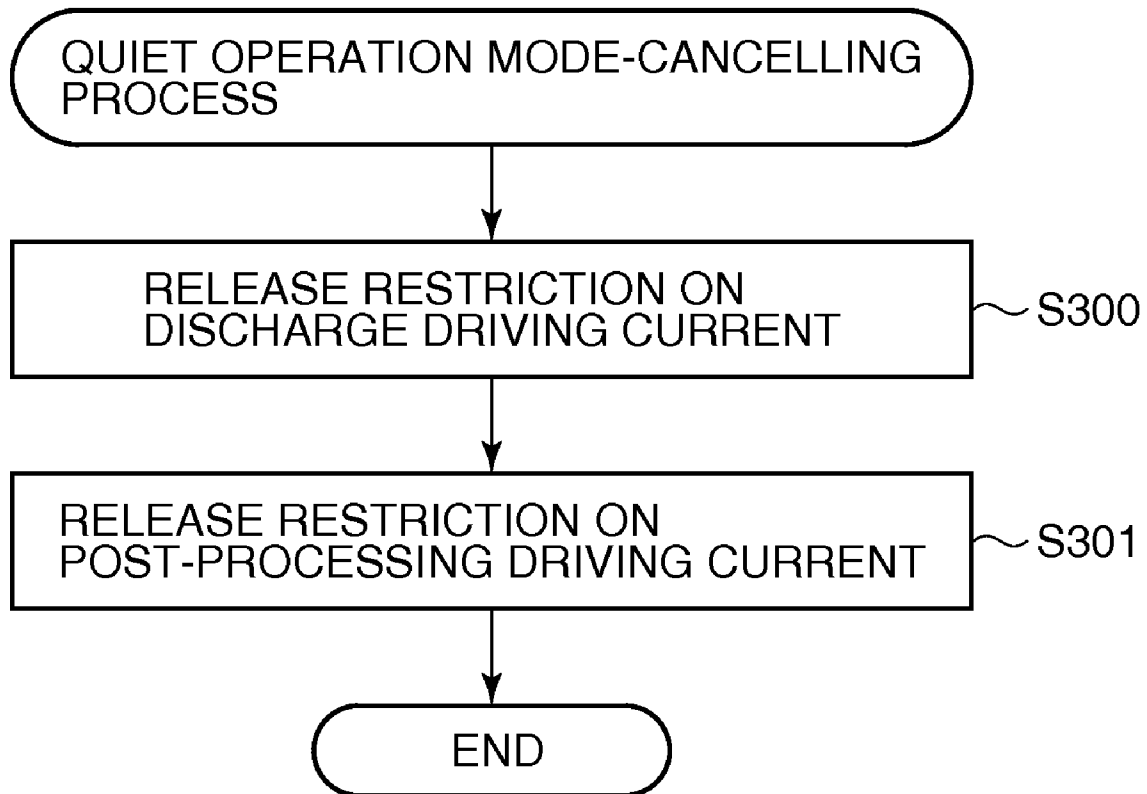 QUIET OPERATION MODE-CANCELLING
PROCESS
RELEASE RESTRICTION ON
DISCHARGE DRIVING CURRENT
S300
RELEASE RESTRICTION ON
POST-PROCESSING DRIVING CURRENT
S301
END